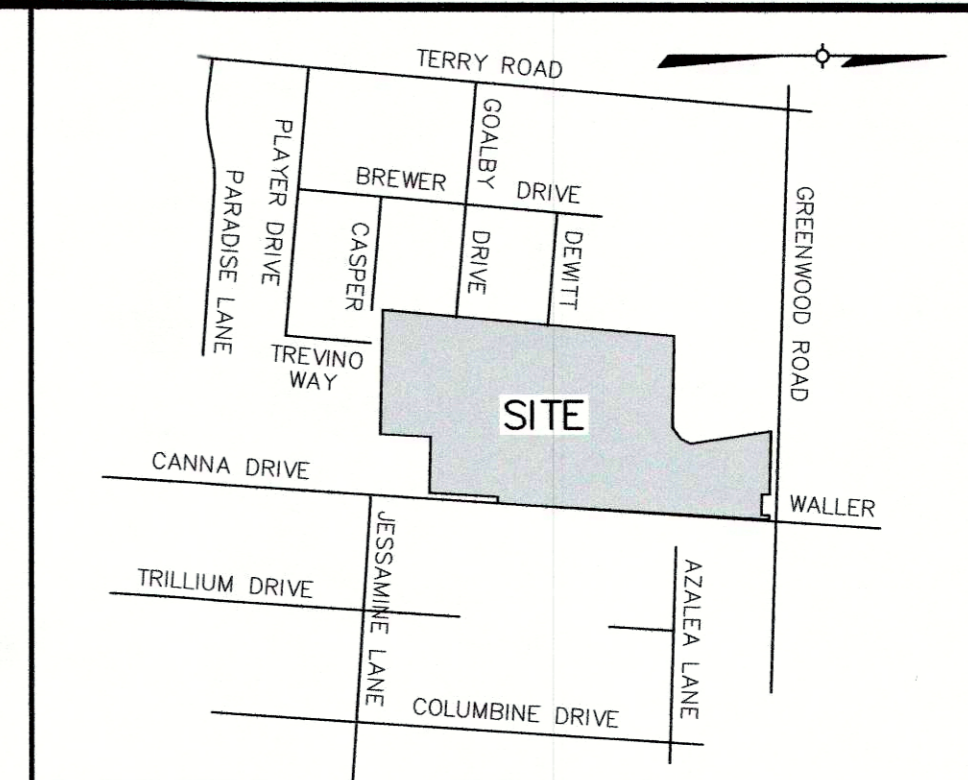 TERRY ROAD
GOALBY
DRIVE
PLAYER DRIVE
BREWER DRIVE
PARADISE LANE
CASPER
DEWITT
GREENWOOD ROAD
TREVINO
WAY
SITE
CANNA DRIVE
WALLER
JESSAMINE LANE
TRILLIUM DRIVE
AZALEA LANE
COLUMBINE DRIVE